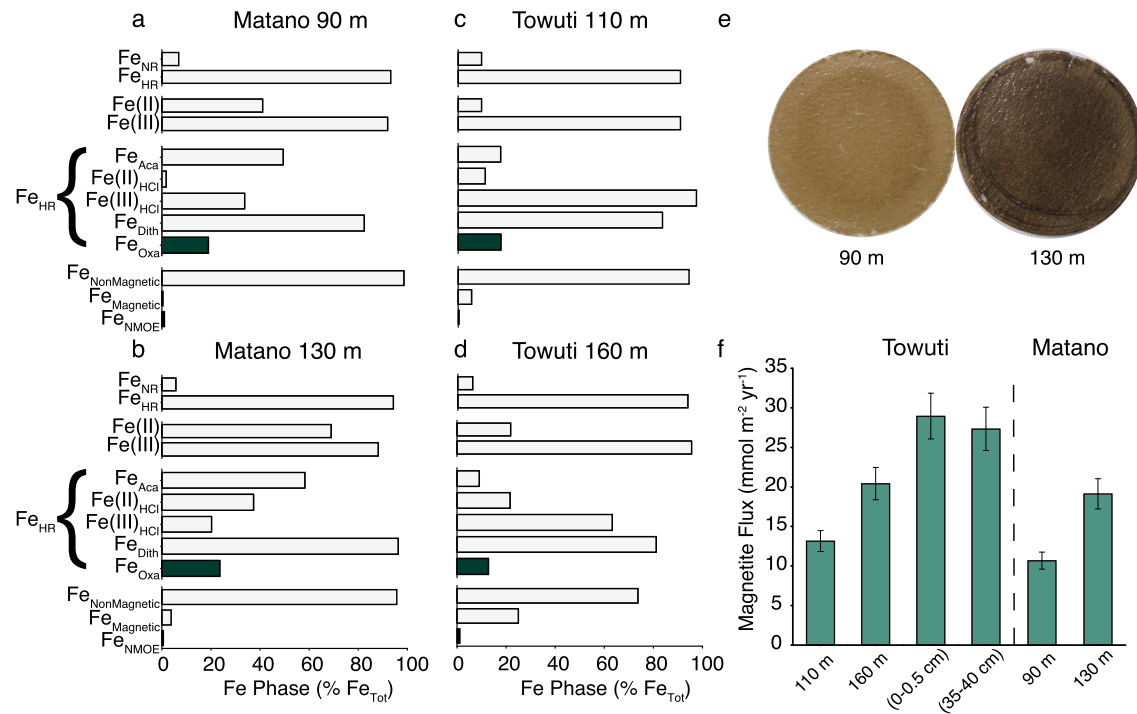 a Matano 90 m
Fe_NR
Fe_HR
Fe(II)
Fe(III)
Fe_HR {
Fe_Aca
Fe(II)_HCl
Fe(III)_HCl
Fe_Dith
Fe_Oxa
Fe_NonMagnetic
Fe_Magnetic
Fe_NMOE
b Matano 130 m
Fe_NR
Fe_HR
Fe(II)
Fe(III)
Fe_HR {
Fe_Aca
Fe(II)_HCl
Fe(III)_HCl
Fe_Dith
Fe_Oxa
Fe_NonMagnetic
Fe_Magnetic
Fe_NMOE
0 20 40 60 80 100
Fe Phase (% Fe_Tot)
c Towuti 110 m
d Towuti 160 m
0 20 40 60 80 100
Fe Phase (% Fe_Tot)
e
90 m 130 m
f Towuti Matano
Magnetite Flux (mmol m⁻² yr⁻¹)
35
30
25
20
15
10
5
0
110 m 160 m (0-0.5 cm) (35-40 cm) 90 m 130 m